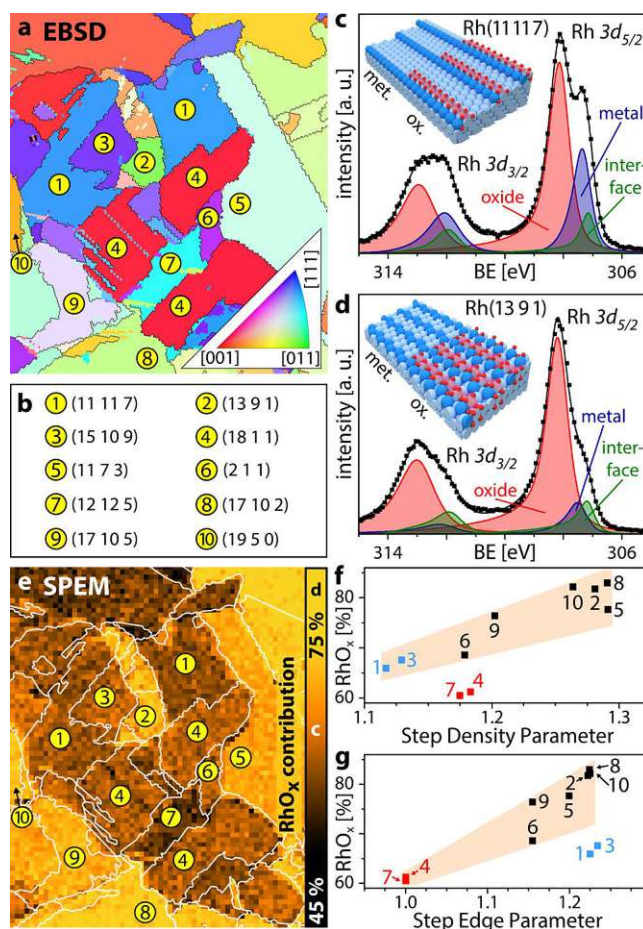 a EBSD
1
3
2
1
4
6
5
4
7
10
9
4
8
[111]
[001] [011]
b
1 (11 11 7) 2 (13 9 1)
3 (15 10 9) 4 (18 1 1)
5 (11 7 3) 6 (2 1 1)
7 (12 12 5) 8 (17 10 2)
9 (17 10 5) 10 (19 5 0)
c
Rh(11117) Rh 3d5/2
met.
ox.
metal
Rh 3d3/2
inter-
face
oxide
intensity [a. u.]
314 BE [eV] 306
d
Rh(13 9 1) Rh 3d5/2
met.
ox.
metal
Rh 3d3/2
inter-
face
oxide
intensity [a. u.]
314 BE [eV] 306
e SPEM
1
3
2
4
1
6
5
4
10
7
9
4
8
d
75 %
RhOX contribution
c
45 %
f
RhOx [%]
80
60
10 2 8
5
9
6
1 3
7 4
1.1 1.2 1.3
Step Density Parameter
g
RhOx [%]
80
60
8
2 10
9 5
6
3
1
7 4
1.0 1.1 1.2
Step Edge Parameter